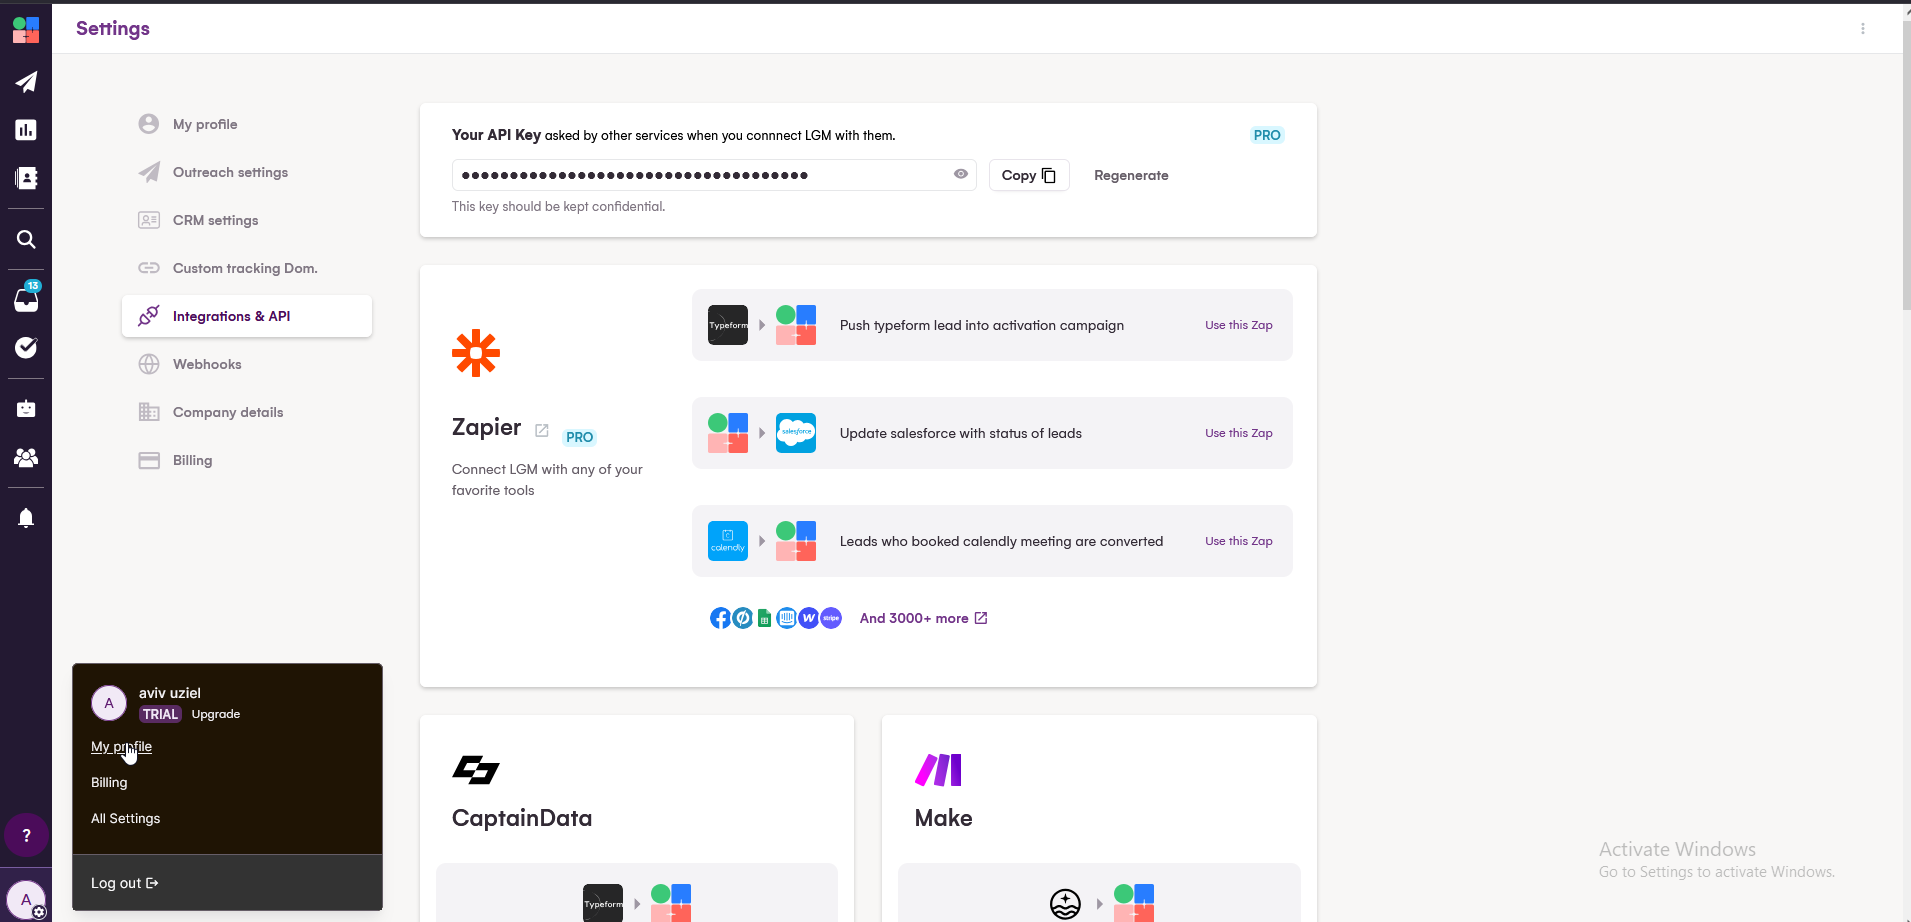 Settings
My profile
Outreach settings
CRM settings
Custom tracking Dom.
13
Integrations & API
Webhooks
Company details
Billing
Your API Key asked by other services when you connnect LGM with them.
PRO
••••••••••••••••••••••••••••••••••••
Copy
Regenerate
This key should be kept confidential.
Zapier
PRO
Connect LGM with any of your
favorite tools
Typeform
Push typeform lead into activation campaign
Use this Zap
salesforce
Update salesforce with status of leads
Use this Zap
calendly
Leads who booked calendly meeting are converted
Use this Zap
W
stripe
And 3000+ more
CaptainData
Typeform
Make
A
aviv uziel
TRIAL Upgrade
My profile
Billing
All Settings
Log out
?
A
Activate Windows
Go to Settings to activate Windows.